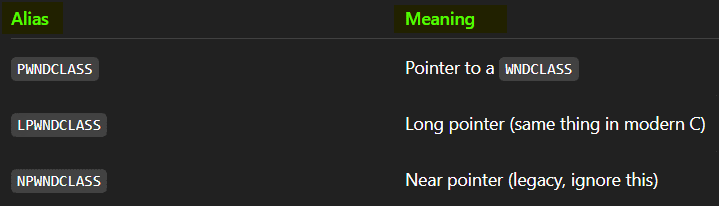 Alias Meaning
PWNDCLASS Pointer to a WNDCLASS
LPWNDCLASS Long pointer (same thing in modern C)
NPWNDCLASS Near pointer (legacy, ignore this)